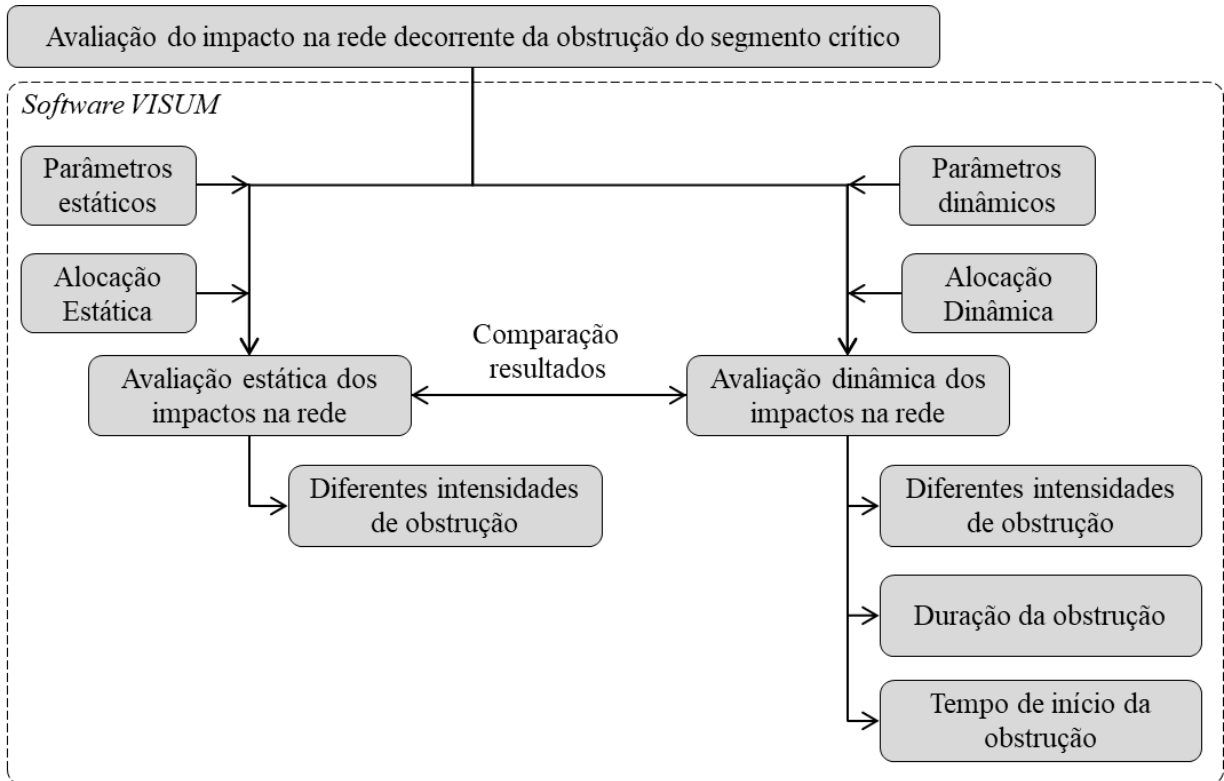 Avaliação do impacto na rede decorrente da obstrução do segmento crítico
Software VISUM
Parâmetros
estáticos
Parâmetros
dinâmicos
Alocação
Estática
Alocação
Dinâmica
Comparação
resultados
Avaliação estática dos
impactos na rede
Avaliação dinâmica dos
impactos na rede
Diferentes intensidades
de obstrução
Diferentes intensidades
de obstrução
Duração da obstrução
Tempo de início da
obstrução